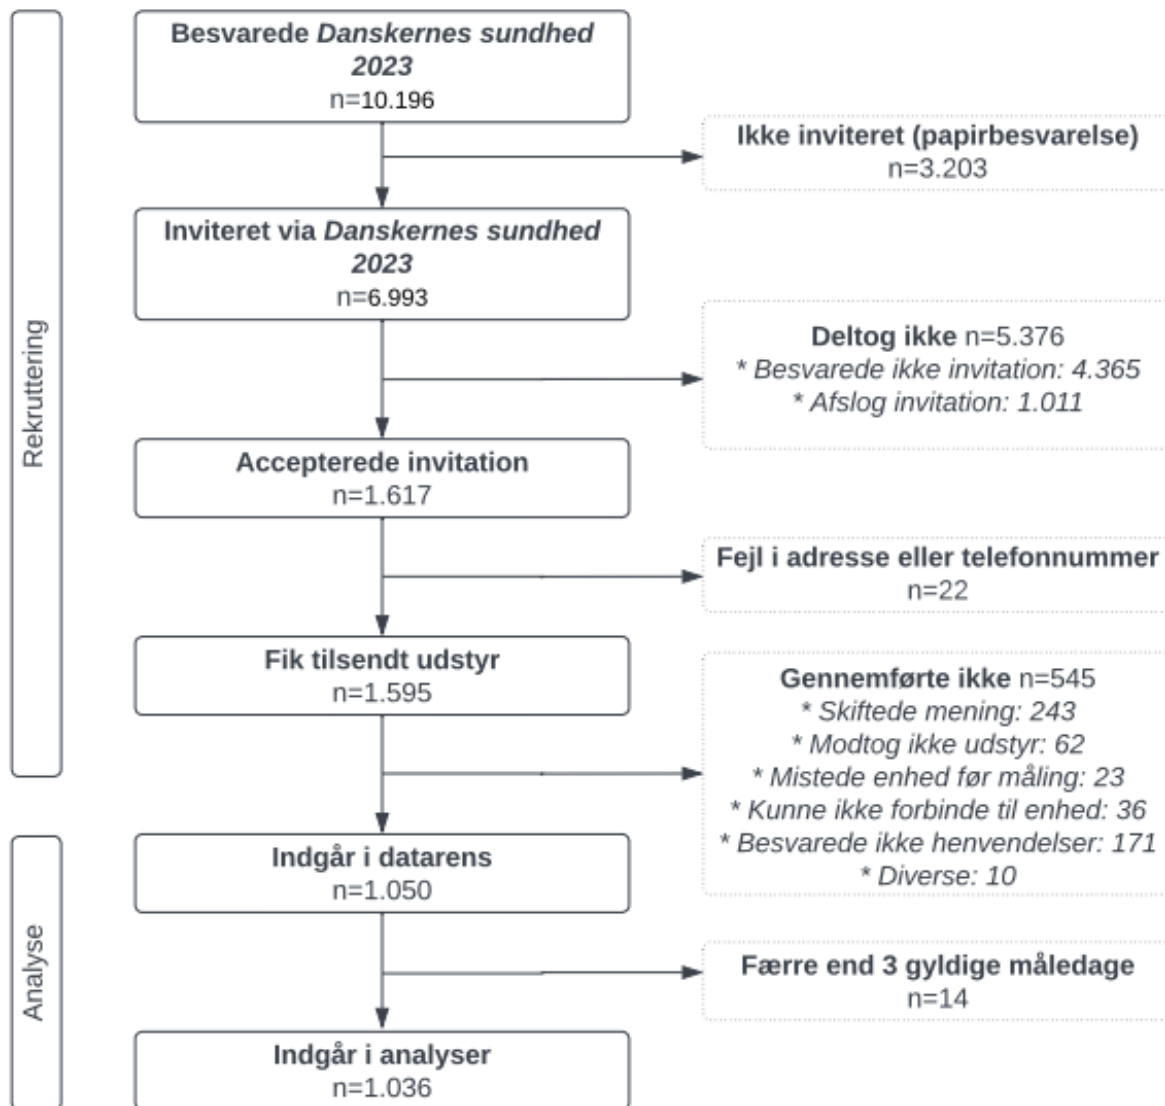 Rekruttering
Besvarede Danskernes sundhed
2023
n=10.196
Ikke inviteret (papirbesvarelse)
n=3.203
Inviteret via Danskernes sundhed
2023
n=6.993
Deltog ikke n=5.376
* Besvarede ikke invitation: 4.365
* Afslog invitation: 1.011
Accepterede invitation
n=1.617
Fejl i adresse eller telefonnummer
n=22
Fik tilsendt udstyr
n=1.595
Gennemførte ikke n=545
* Skiftede mening: 243
* Modtog ikke udstyr: 62
* Mistede enhed før måling: 23
* Kunne ikke forbinde til enhed: 36
* Besvarede ikke henvendelser: 171
* Diverse: 10
Analyse
Indgår i datarens
n=1.050
Færre end 3 gyldige måledage
n=14
Indgår i analyser
n=1.036